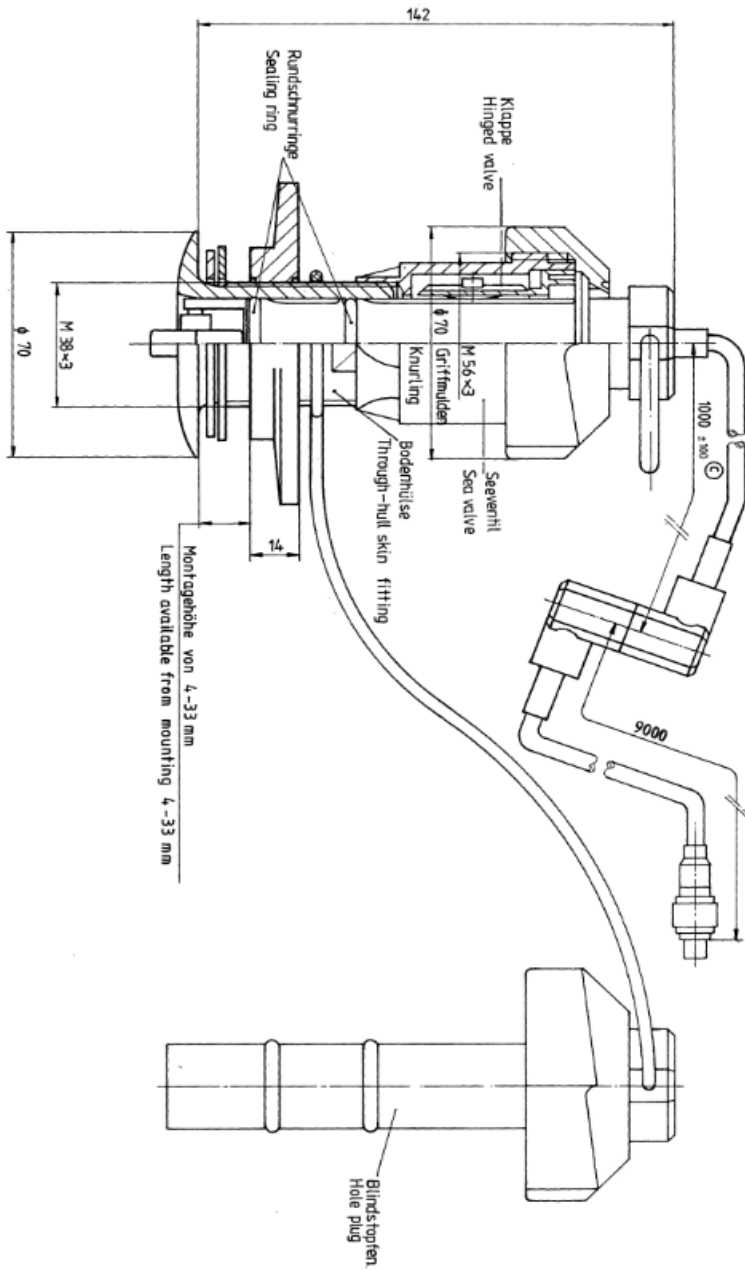 142
Rundschnurringe
Sealing ring
Klappe
Hinged valve
ϕ 70
M 38×3
ϕ 70 Griffmulden
Knurling
M 56×3
1000 ±100 Ⓒ
Seeventil
Sea valve
Bodenhülse
Through-hull skin fitting
14
Montagehöhe von 4-33 mm
Length available from mounting 4-33 mm
9000
Blindstopfen
Hole plug